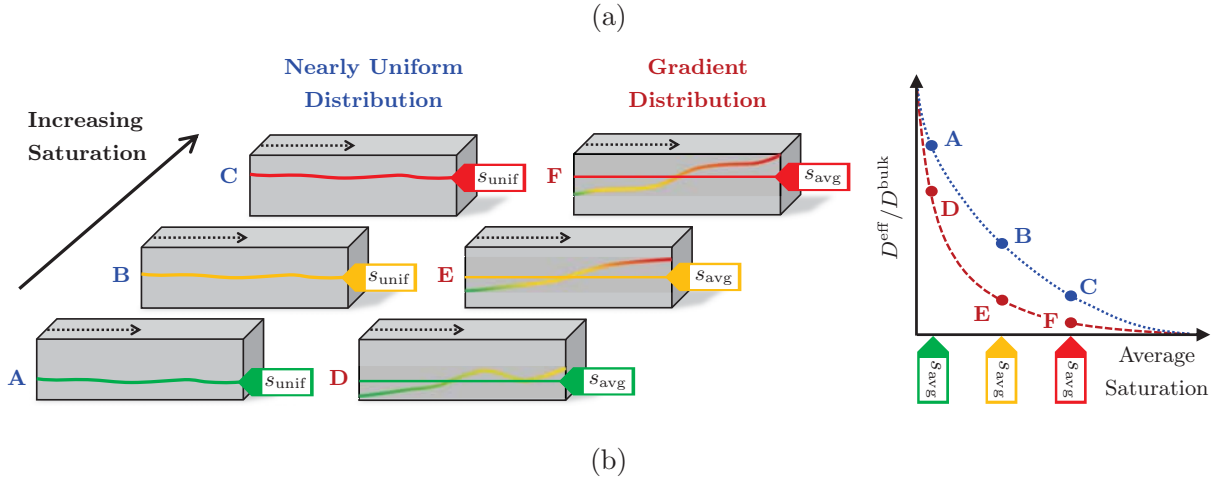 (a)
Nearly Uniform
Distribution
Gradient
Distribution
Increasing
Saturation
C
s_unif
F
s_avg
B
s_unif
E
s_avg
A
s_unif
D
s_avg
D^eff/D^bulk
A
D
B
C
E
F
s_avg
s_avg
s_avg
Average
Saturation
(b)